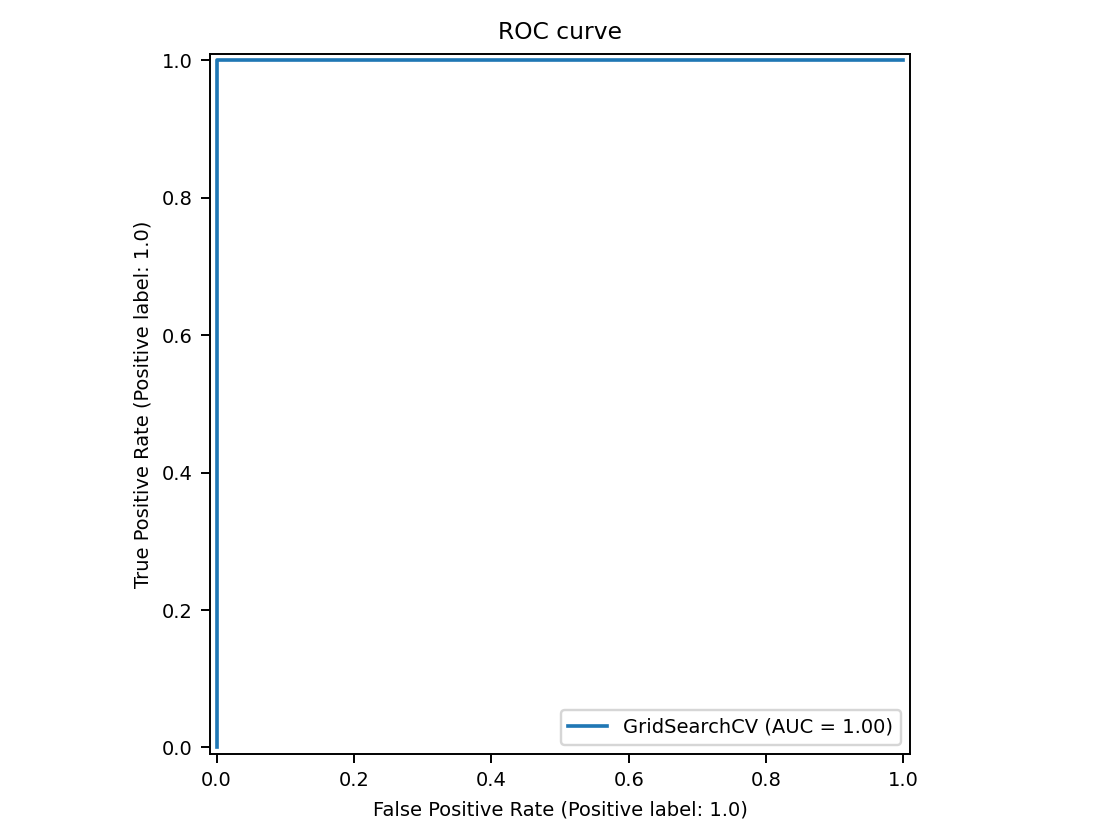 ROC curve
True Positive Rate (Positive label: 1.0)
1.0
0.8
0.6
0.4
0.2
0.0
GridSearchCV (AUC = 1.00)
0.0 0.2 0.4 0.6 0.8 1.0
False Positive Rate (Positive label: 1.0)